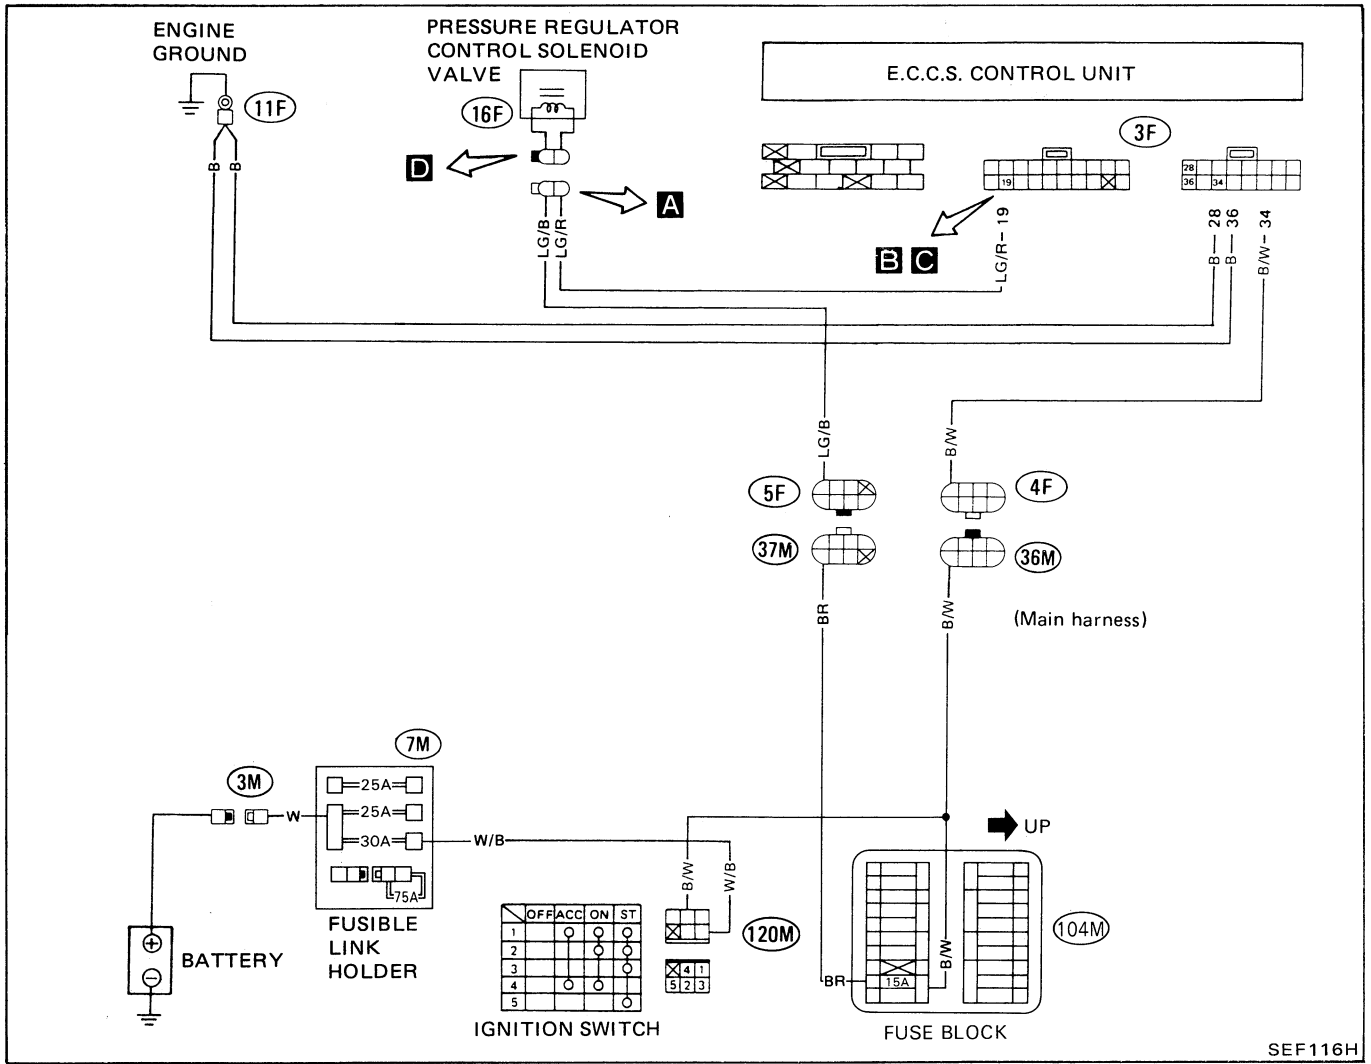 ENGINE
GROUND
11F
B
B
PRESSURE REGULATOR
CONTROL SOLENOID
VALVE
16F
D
A
LG/B
LG/R
E.C.C.S. CONTROL UNIT
3F
19
28
36
34
B C
LG/R — 19
B — 28
B — 36
B/W — 34
LG/B
B/W
5F
4F
37M
36M
BR
B/W
(Main harness)
7M
3M
W
25A
25A
30A
75A
W/B
FUSIBLE
LINK
HOLDER
BATTERY
+
−
OFF ACC ON ST
1
2
3
4
5
IGNITION SWITCH
B/W
W/B
120M
4 1
5 2 3
UP
104M
B/W
BR
15A
FUSE BLOCK
SEF116H